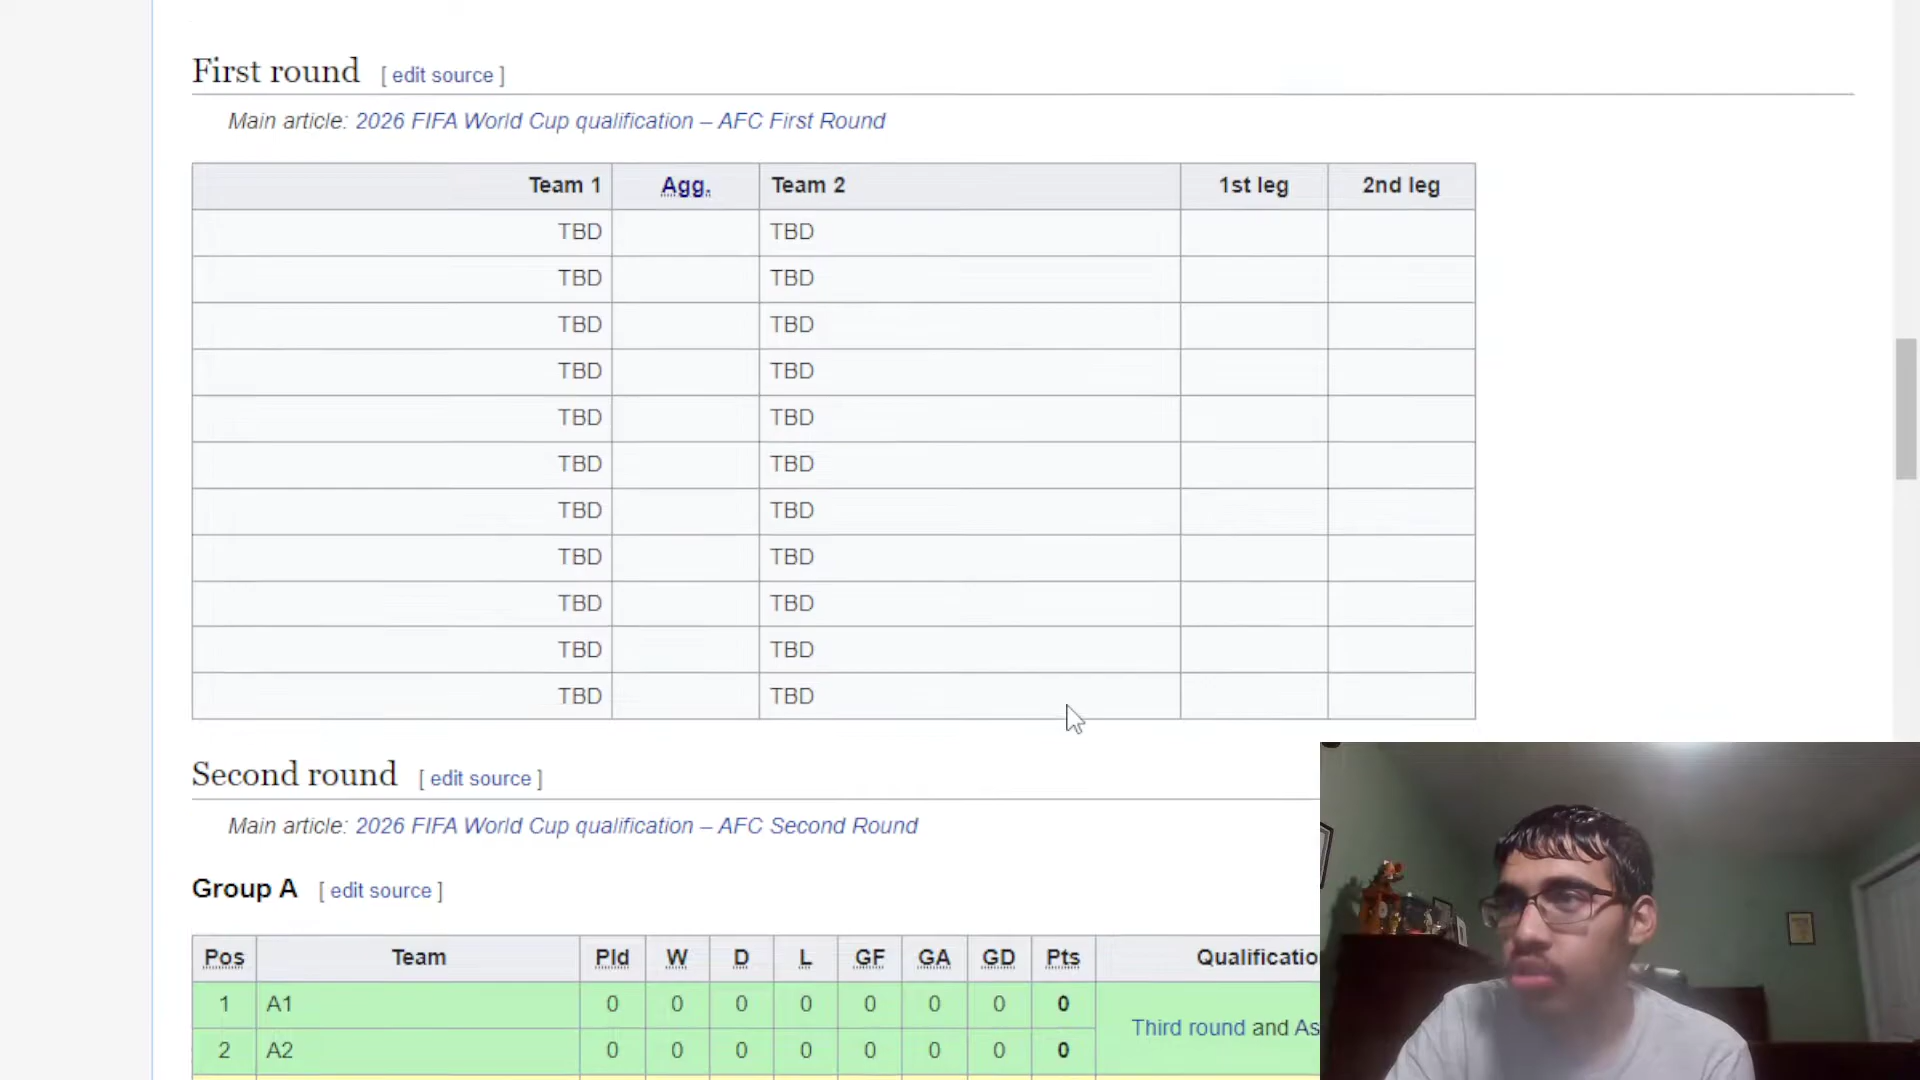 First round [ edit source ]
Main article: 2026 FIFA World Cup qualification – AFC First Round
Team 1 Agg. Team 2 1st leg 2nd leg
TBD TBD
TBD TBD
TBD TBD
TBD TBD
TBD TBD
TBD TBD
TBD TBD
TBD TBD
TBD TBD
TBD TBD
TBD TBD
Second round [ edit source ]
Main article: 2026 FIFA World Cup qualification – AFC Second Round
Group A [ edit source ]
Pos Team Pld W D L GF GA GD Pts Qualificatio
1 A1 0 0 0 0 0 0 0 0
Third round and As
2 A2 0 0 0 0 0 0 0 0